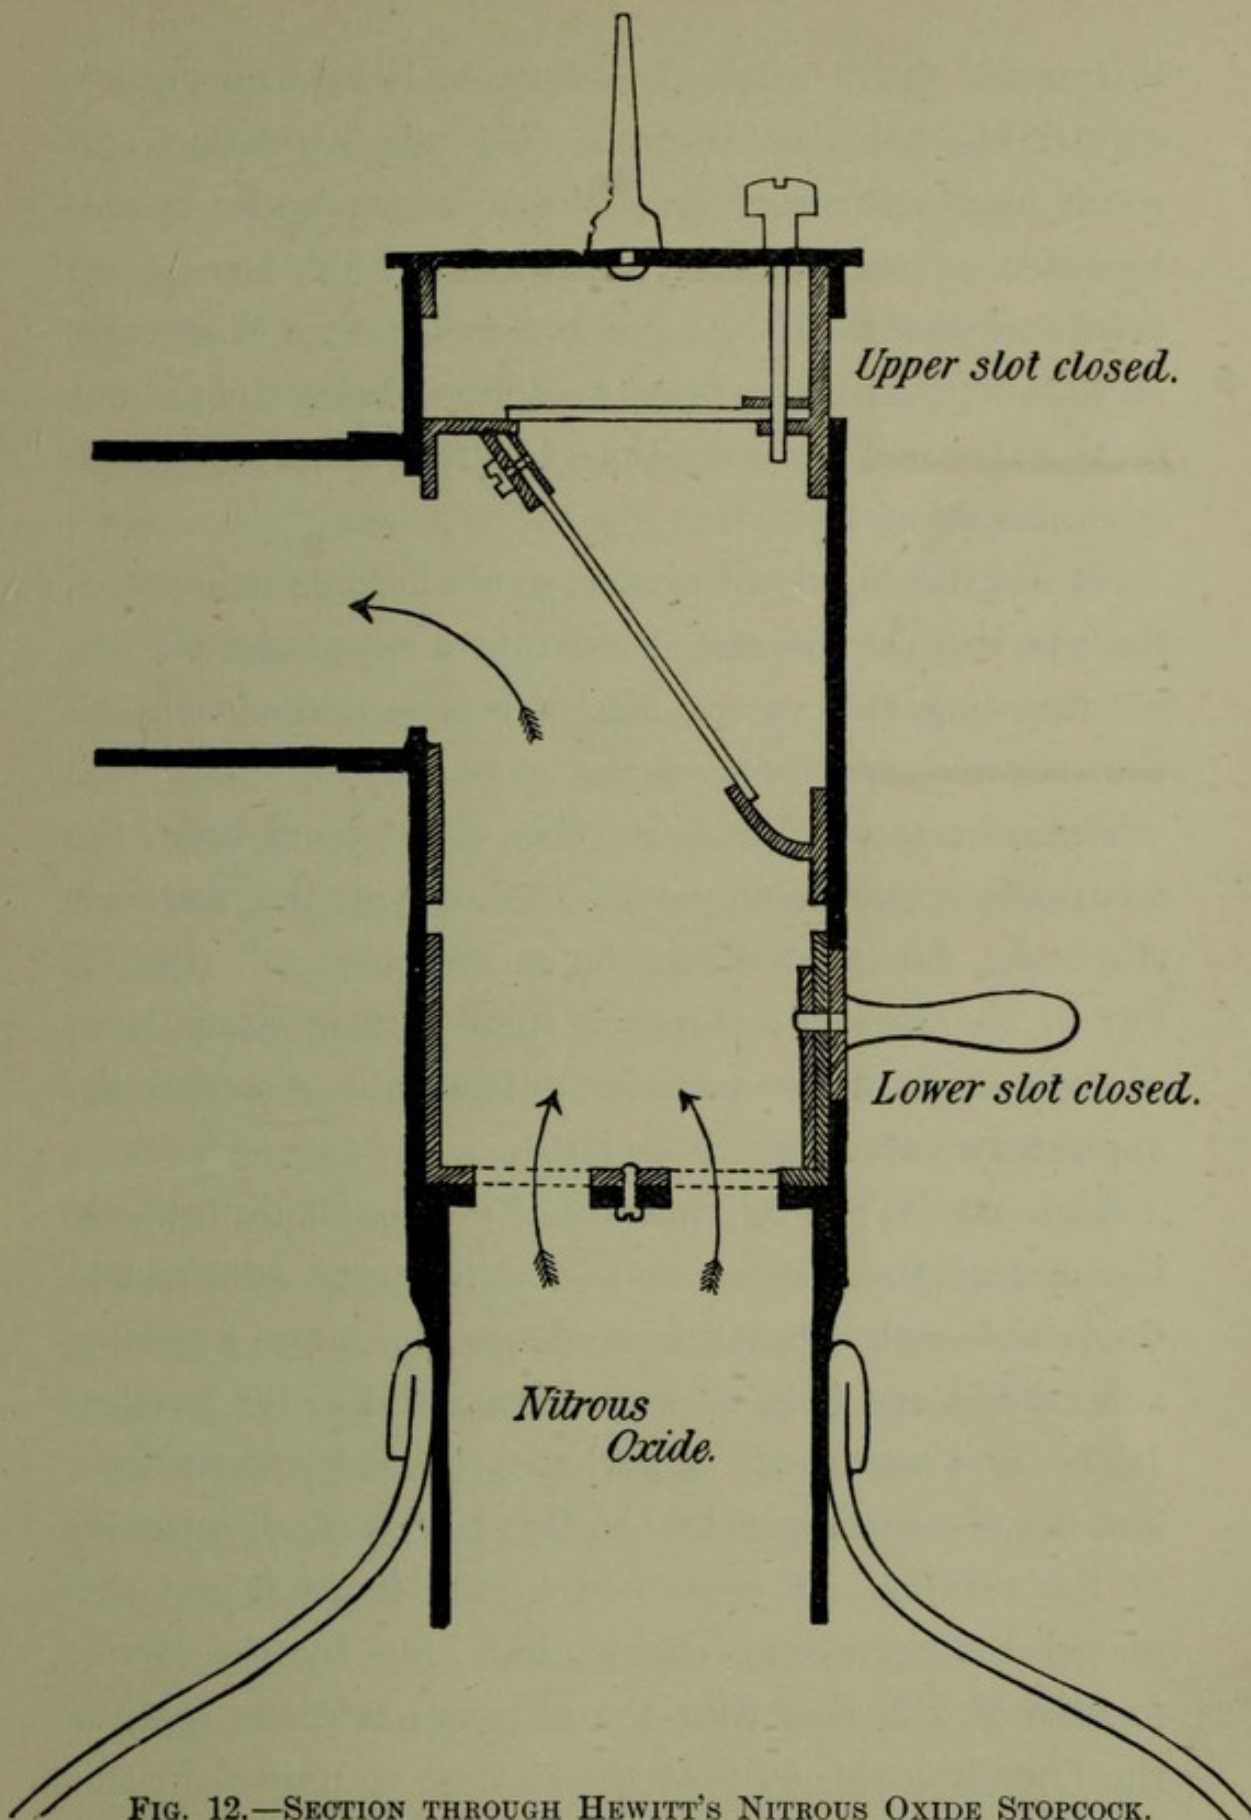 Upper slot closed.
Lower slot closed.
Nitrous
Oxide.
FIG. 12.—SECTION THROUGH HEWITT'S NITROUS OXIDE STOPCOCK.